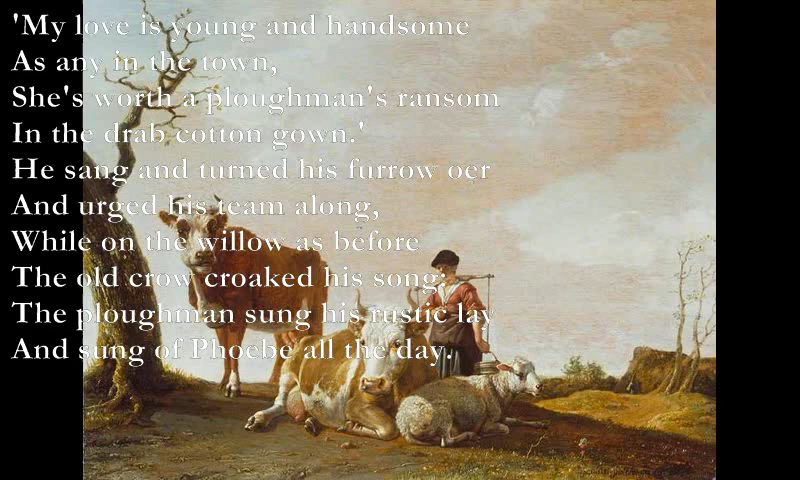 'My love is young and handsome
As any in the town,
She's worth a ploughman's ransom
In the drab cotton gown.'
He sang and turned his furrow oer
And urged his team along,
While on the willow as before
The old crow croaked his song:
The ploughman sung his rustic lay
And sung of Phoebe all the day.